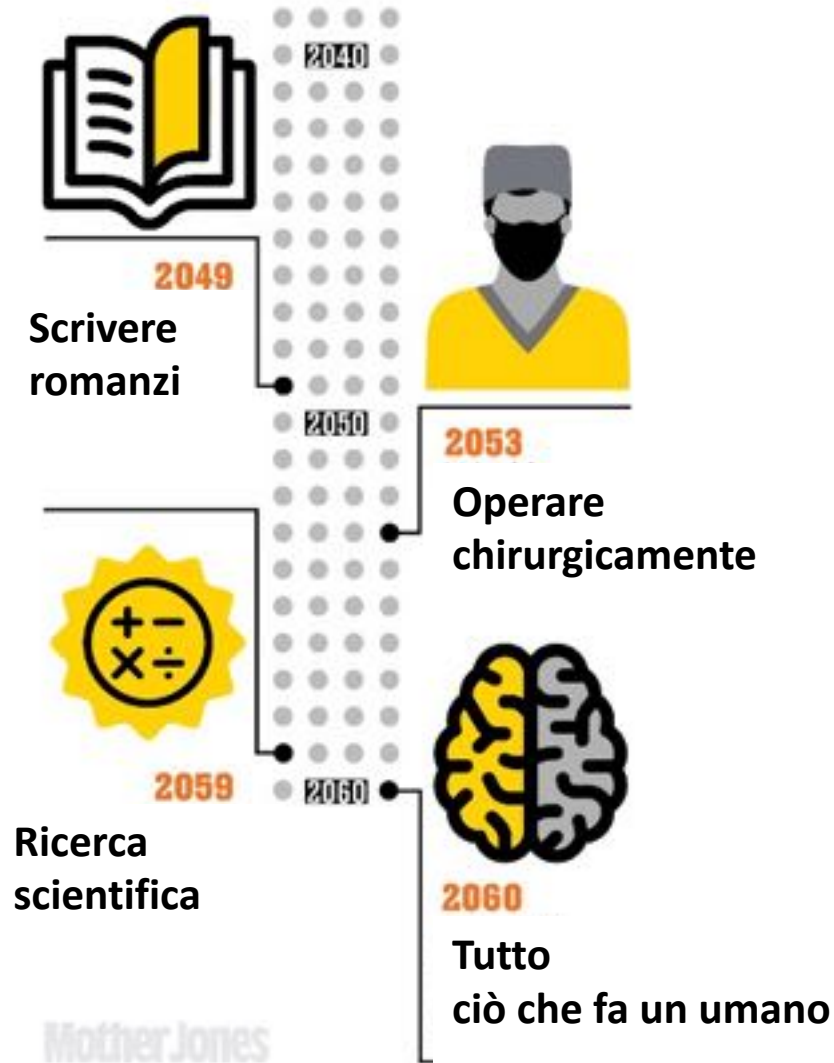 2040
2049
Scrivere
romanzi
2050
2053
Operare
chirurgicamente
2059
Ricerca
scientifica
2060
2060
Tutto
ciò che fa un umano
Mother Jones